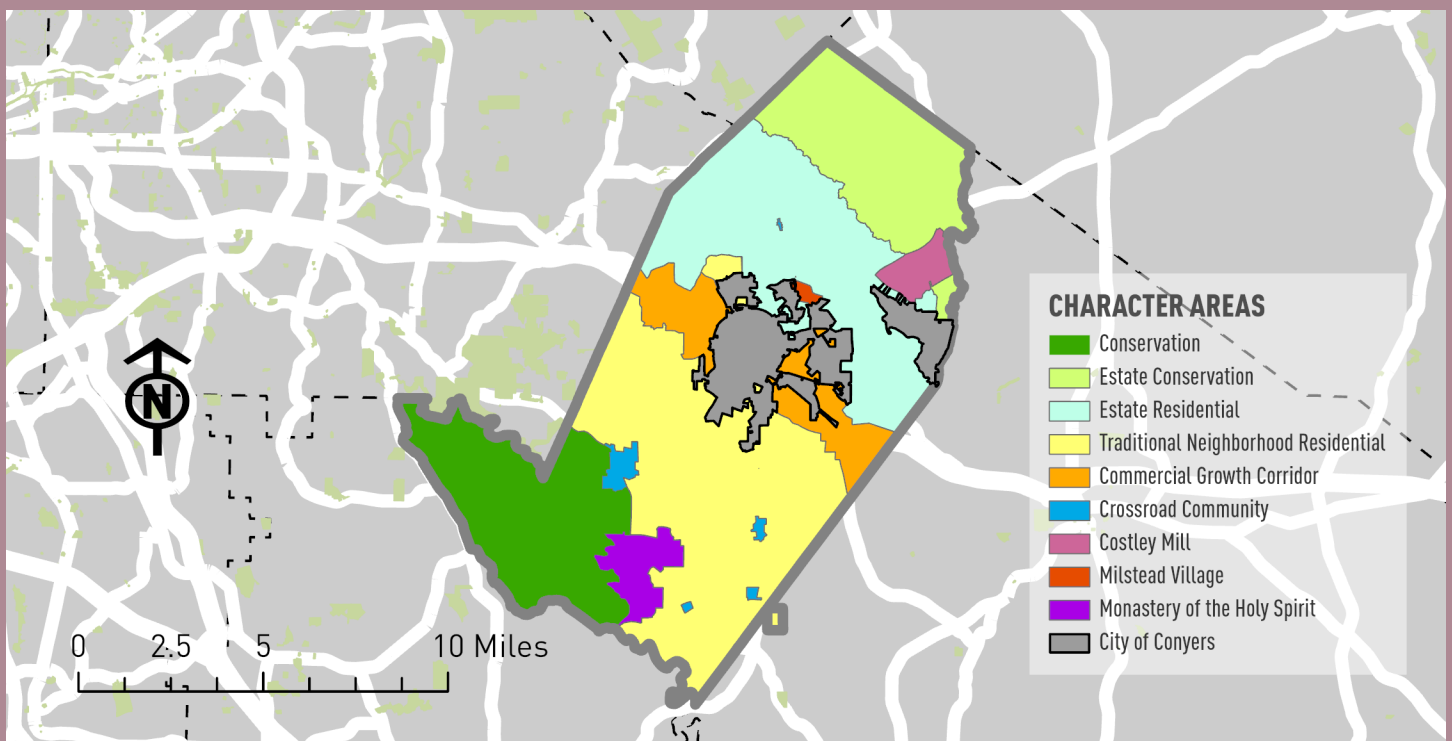 CHARACTER AREAS
Conservation
Estate Conservation
Estate Residential
Traditional Neighborhood Residential
Commercial Growth Corridor
Crossroad Community
Costley Mill
Milstead Village
Monastery of the Holy Spirit
City of Conyers
N
0 2.5 5 10 Miles